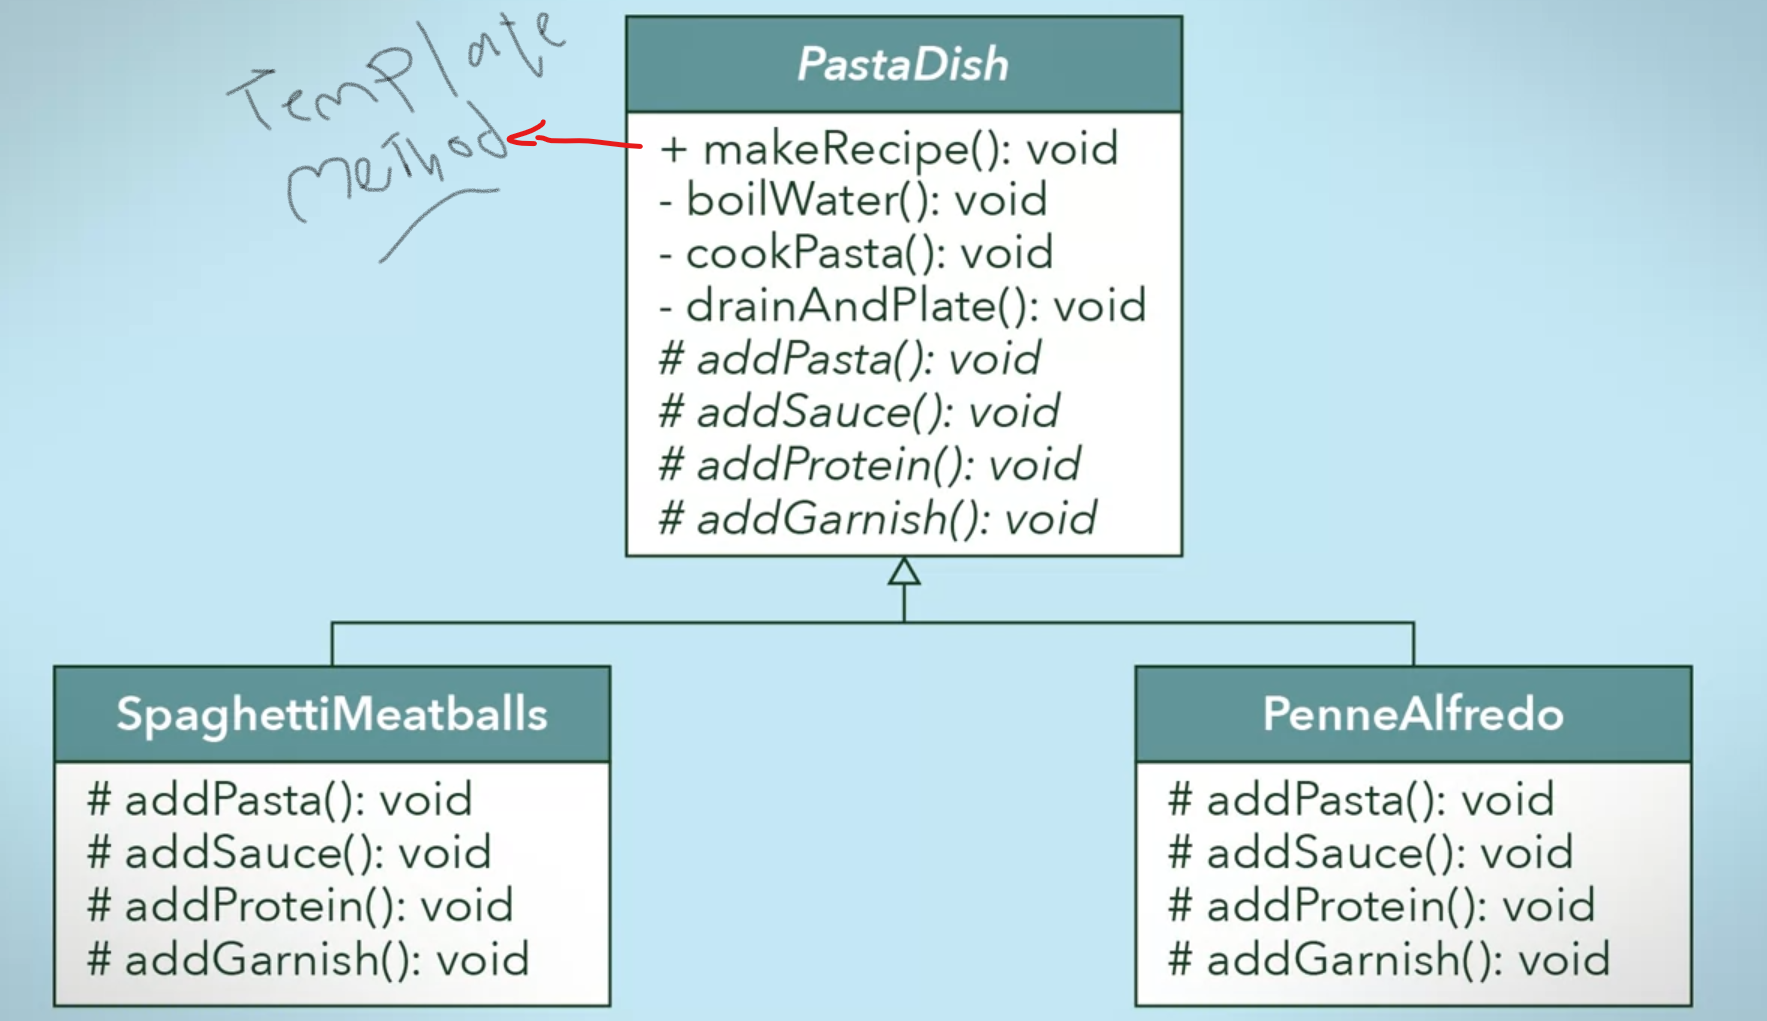 Template
method
PastaDish
+ makeRecipe(): void
- boilWater(): void
- cookPasta(): void
- drainAndPlate(): void
# addPasta(): void
# addSauce(): void
# addProtein(): void
# addGarnish(): void
SpaghettiMeatballs
# addPasta(): void
# addSauce(): void
# addProtein(): void
# addGarnish(): void
PenneAlfredo
# addPasta(): void
# addSauce(): void
# addProtein(): void
# addGarnish(): void